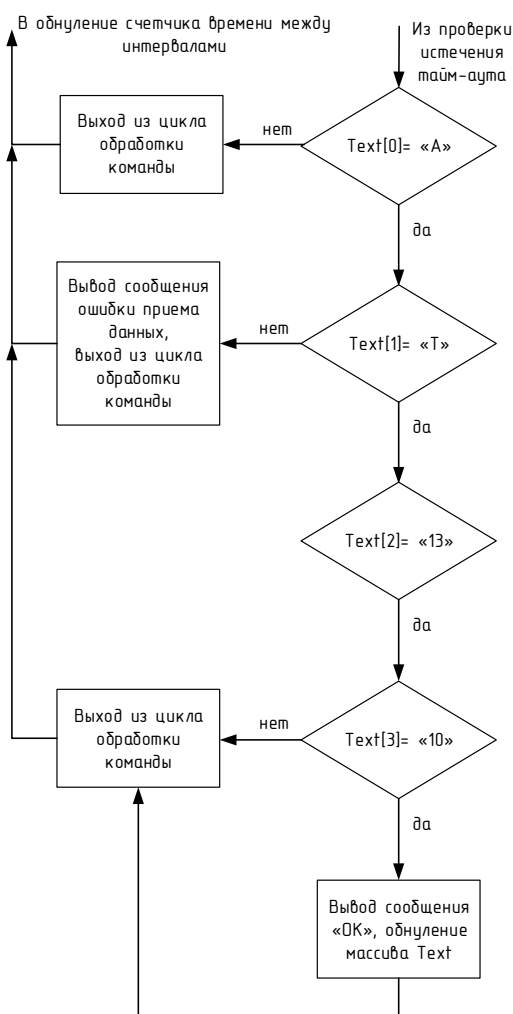 В обнуление счетчика времени между
интервалами
Из проверки
истечения
тайм-аута
Выход из цикла
обработки
команды
нет
Text[0]= «А»
да
Вывод сообщения
ошибки приема
данных,
выход из цикла
обработки
команды
нет
Text[1]= «Т»
да
Text[2]= «13»
да
Выход из цикла
обработки
команды
нет
Text[3]= «10»
да
Вывод сообщения
«ОК», обнуление
массива Text